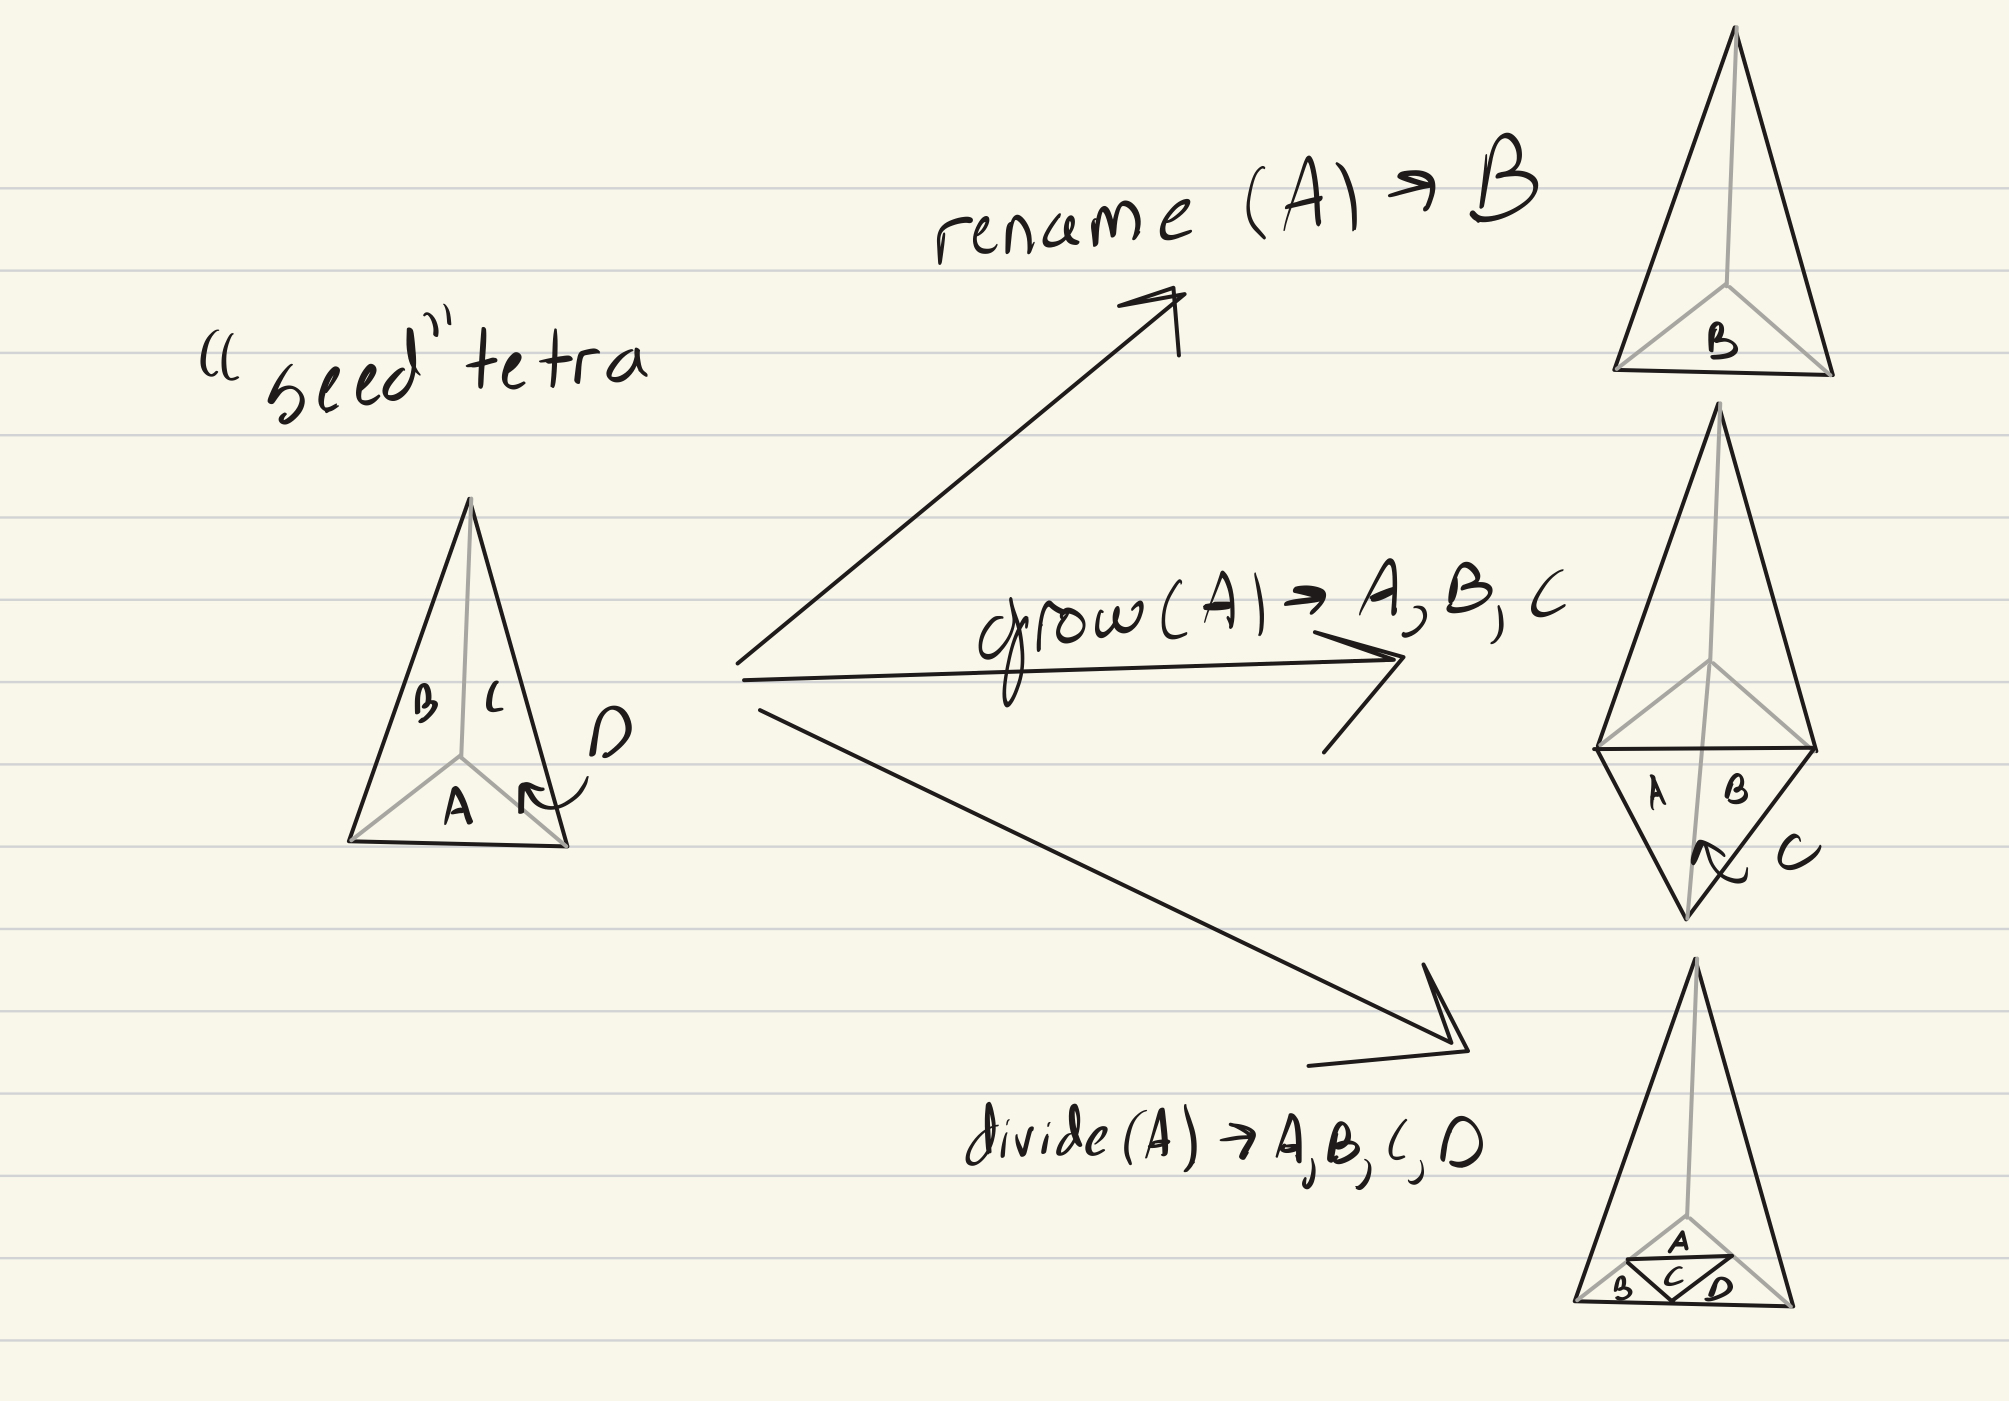 rename (A) → B
"seed" tetra
B
grow(A) → A, B, C
B C
D
A
A B
C
divide(A) → A, B, C, D
A
B C D